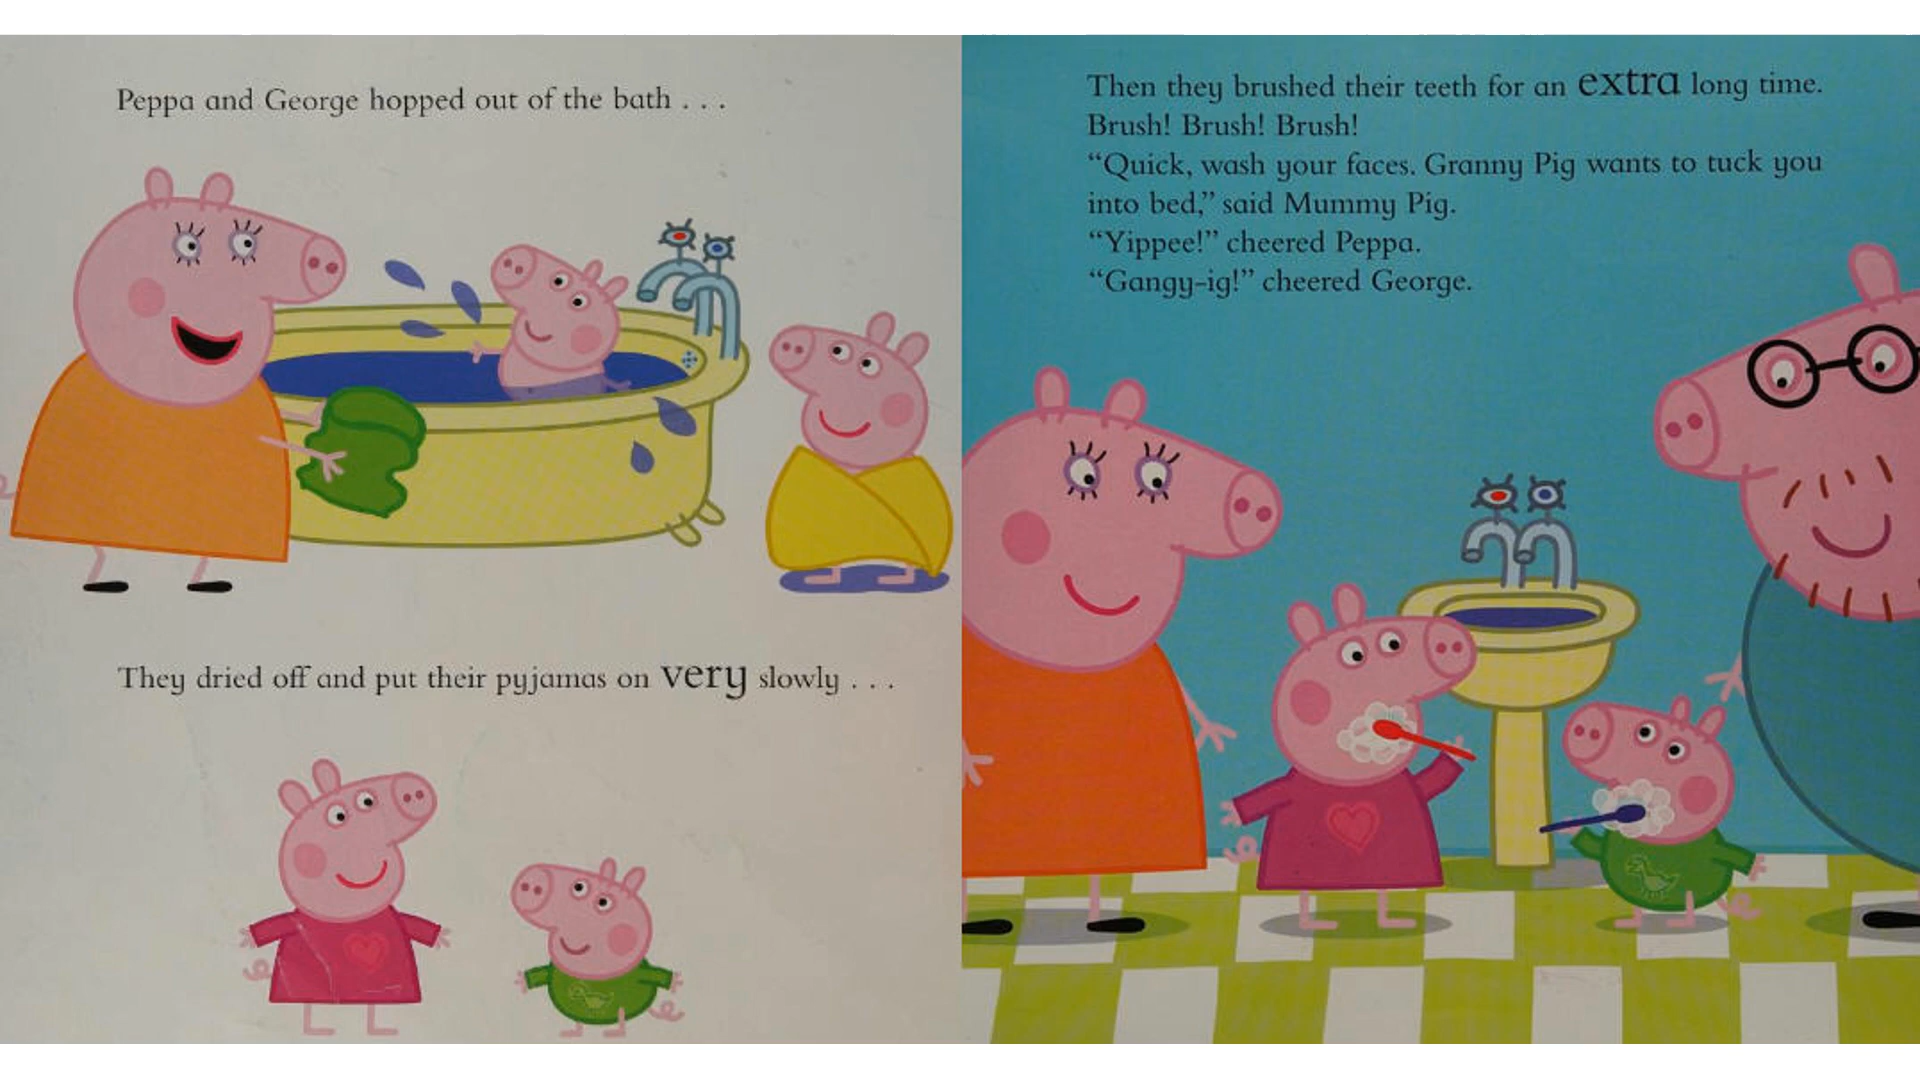 Peppa and George hopped out of the bath . . .
They dried off and put their pyjamas on very slowly . . .
Then they brushed their teeth for an extra long time.
Brush! Brush! Brush!
“Quick, wash your faces. Granny Pig wants to tuck you
into bed,” said Mummy Pig.
“Yippee!” cheered Peppa.
“Gangy-ig!” cheered George.